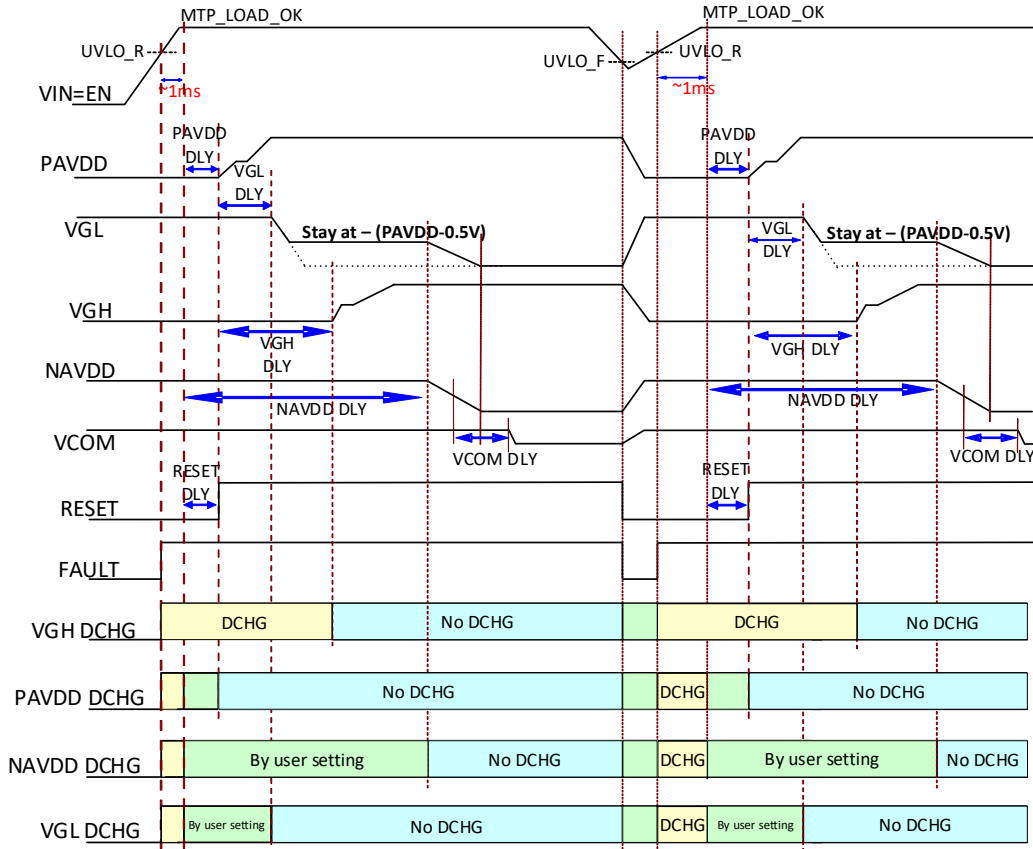 MTP_LOAD_OK
MTP_LOAD_OK
UVLO_R
UVLO_F
UVLO_R
~1ms
~1ms
VIN=EN
PAVDD
DLY
PAVDD
DLY
PAVDD
VGL
DLY
VGL
Stay at – (PAVDD-0.5V)
VGL
DLY
Stay at – (PAVDD-0.5V)
VGH
VGH
DLY
VGH DLY
NAVDD
NAVDD DLY
NAVDD DLY
VCOM
VCOM DLY
VCOM DLY
RESET
DLY
RESET
DLY
RESET
FAULT
VGH DCHG
DCHG
No DCHG
DCHG
No DCHG
PAVDD DCHG
No DCHG
DCHG
No DCHG
NAVDD DCHG
By user setting
No DCHG
DCHG
By user setting
No DCHG
VGL DCHG
By user setting
No DCHG
DCHG
By user setting
No DCHG